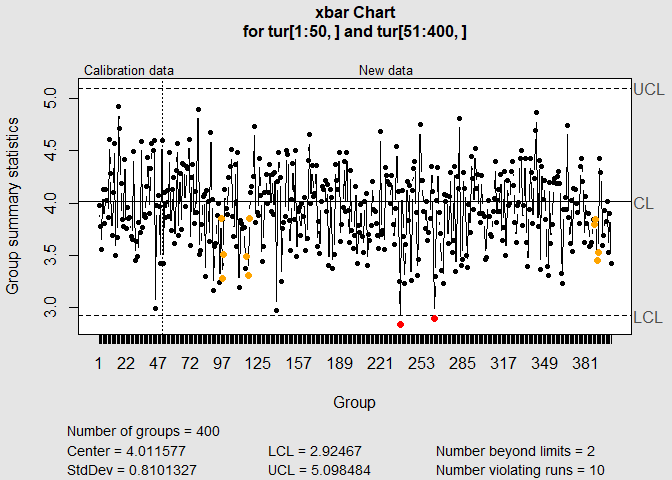 xbar Chart
for tur[1:50, ] and tur[51:400, ]
Calibration data New data
Group summary statistics
5.0
4.5
4.0
3.5
3.0
UCL
CL
LCL
1 22 47 72 97 125 157 189 221 253 285 317 349 381
Group
Number of groups = 400
Center = 4.011577 LCL = 2.92467 Number beyond limits = 2
StdDev = 0.8101327 UCL = 5.098484 Number violating runs = 10